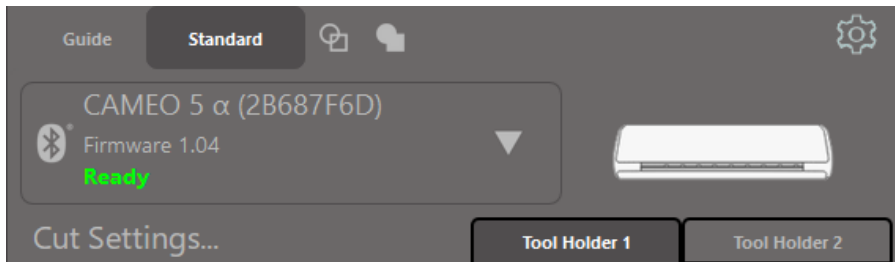 Guide Standard
CAMEO 5 α (2B687F6D)
Firmware 1.04
Ready
Cut Settings... Tool Holder 1 Tool Holder 2